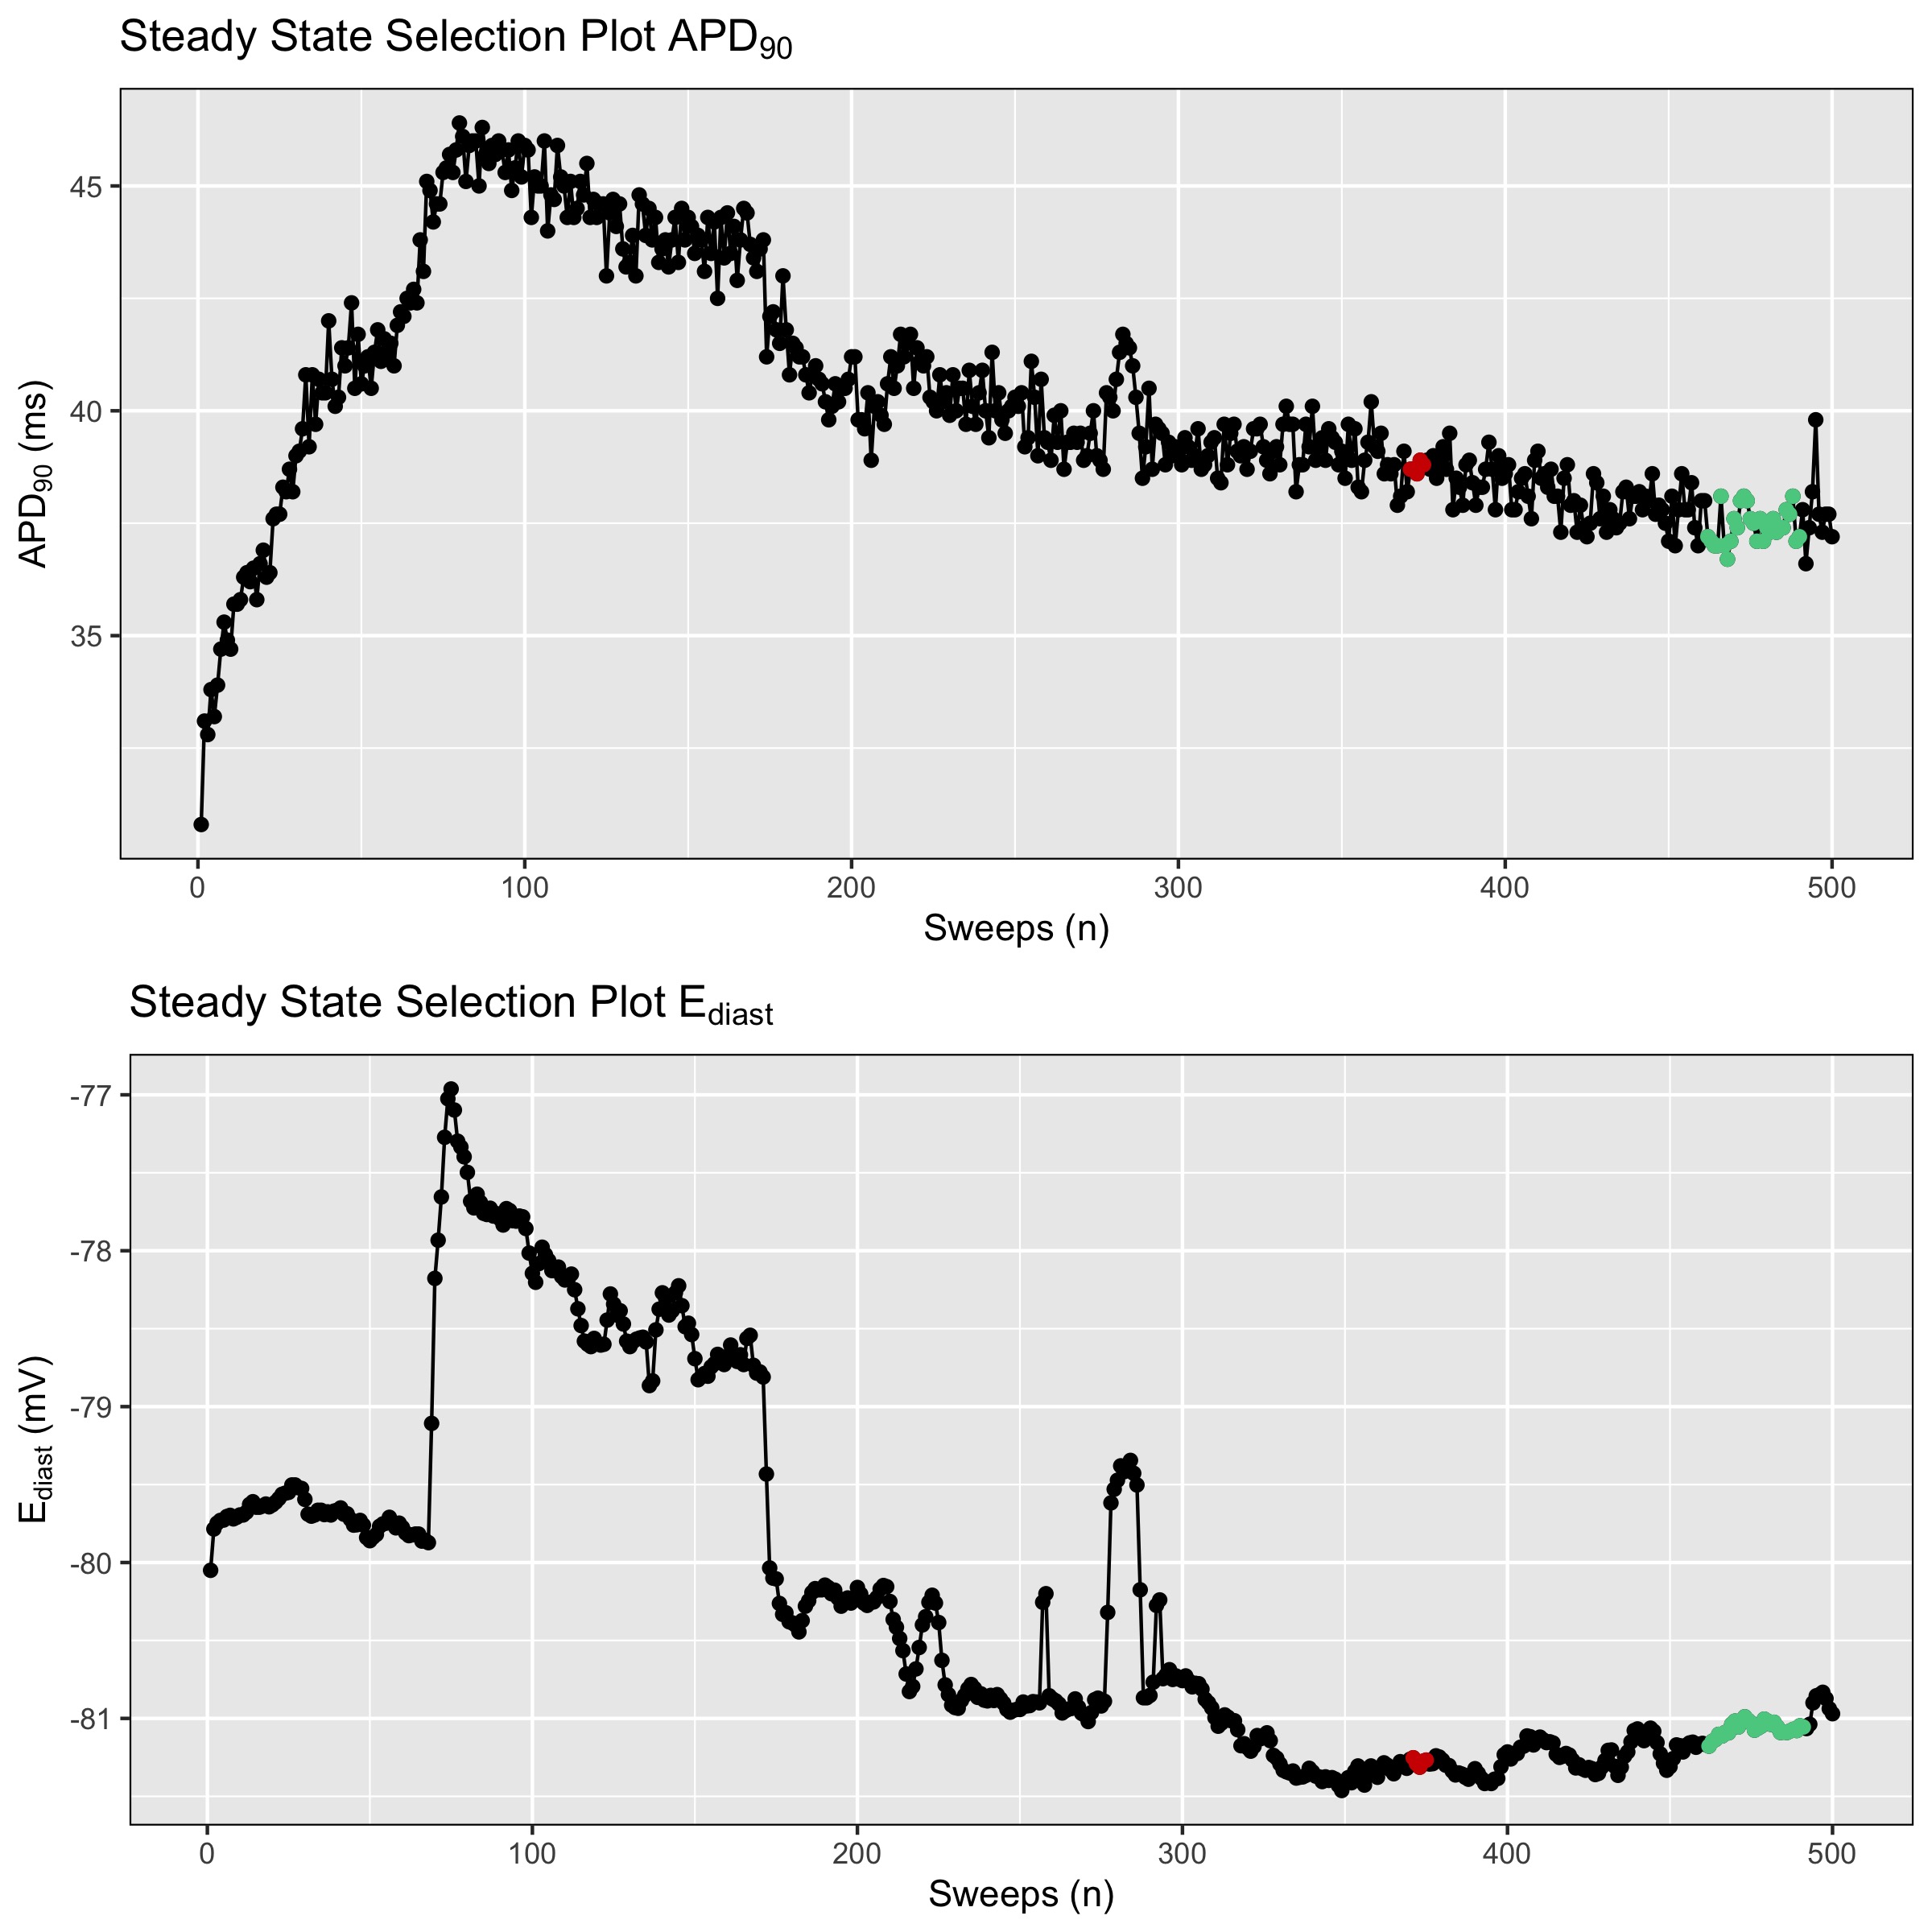 Steady State Selection Plot APD90
45
40
35
APD90 (ms)
0 100 200 300 400 500
Sweeps (n)
Steady State Selection Plot Ediast
-77
-78
-79
-80
-81
Ediast (mV)
0 100 200 300 400 500
Sweeps (n)